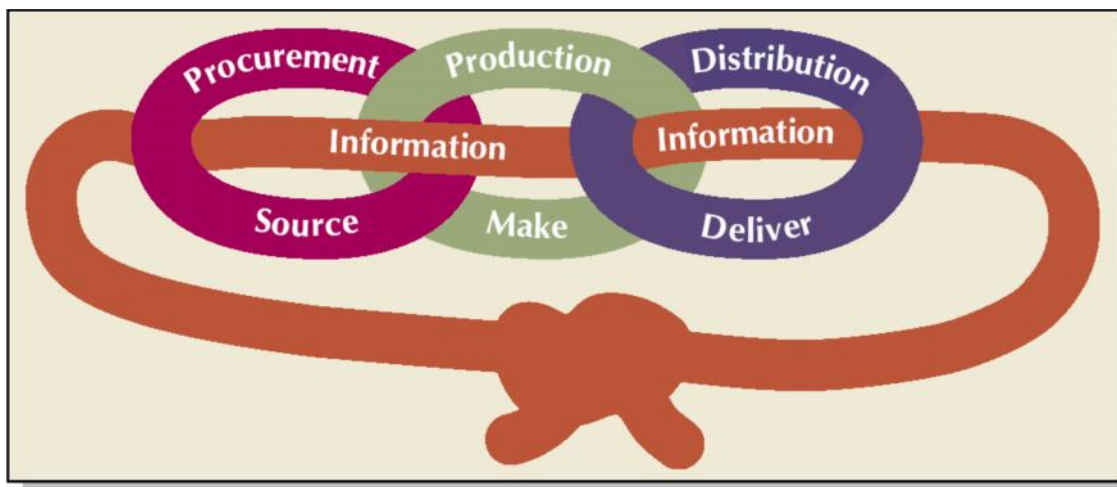 Procurement
Production
Distribution
Information
Information
Source
Make
Deliver